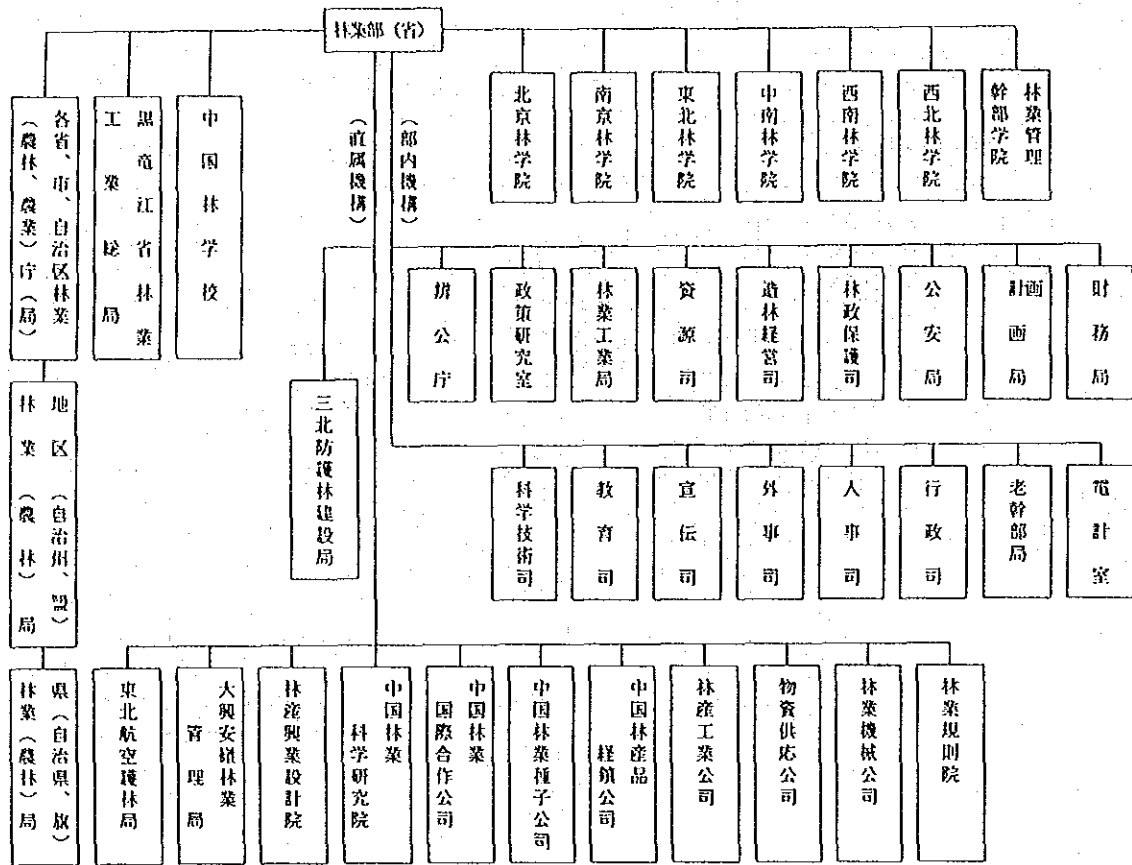 林業部（省）
各省、市、自治区林業
（農林、農業）庁（局）
黒竜江省林業
工業総局
中国林学校
（直属機構）
（部内機構）
北京林学院
南京林学院
東北林学院
中南林学院
西南林学院
西北林学院
林業管理
幹部学院
辦公庁
政策研究室
林業工業局
資源司
造林経営司
林政保護司
公安局
計画局
財務局
地区（自治州、盟）
林業（農林）局
三北防護林建設局
科学技術司
教育司
宣伝司
外事司
人事司
行政司
老幹部局
電計室
県（自治県、旗）
林業（農林）局
東北航空護林局
大興安嶺林業
管理局
林産興業設計院
中国林業
科学研究院
中国林業
国際合作公司
中国林業種子公司
中国林産品
経銷公司
林産工業公司
物資供応公司
林業機械公司
林業規則院